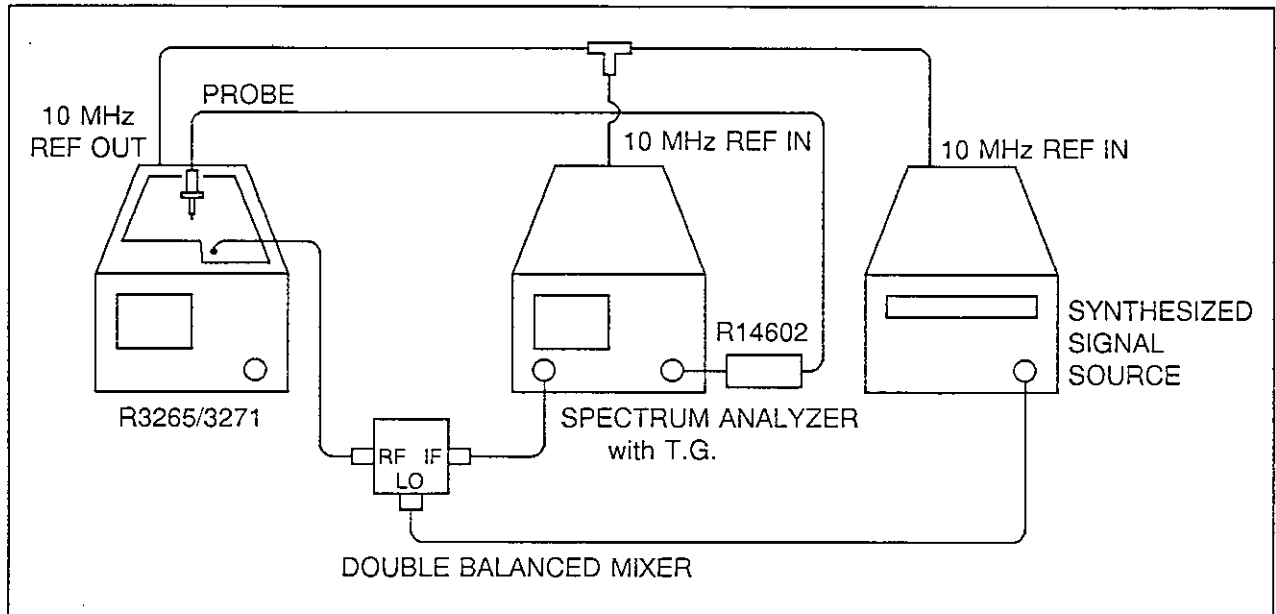 PROBE
10 MHz
REF OUT
10 MHz REF IN
10 MHz REF IN
R14602
SYNTHESIZED
SIGNAL
SOURCE
R3265/3271
SPECTRUM ANALYZER
with T.G.
RF IF
LO
DOUBLE BALANCED MIXER